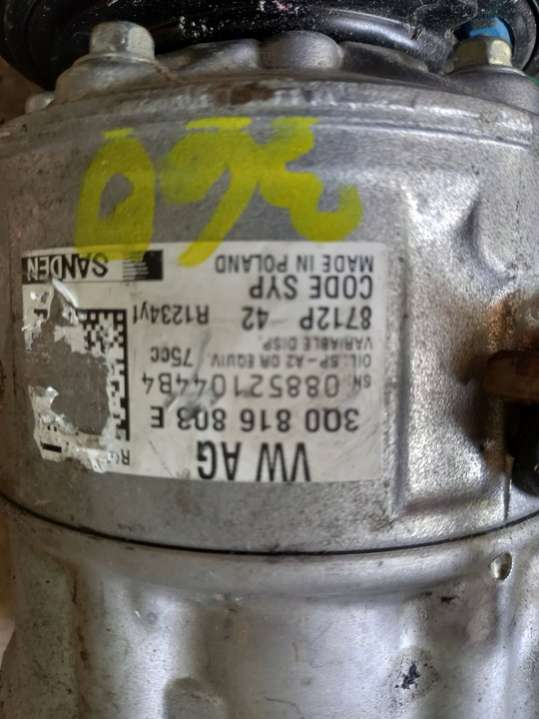 VW AG
3Q0 816 803 E
SN: 088521044B4
OIL: SP-A2 OR EQUIV. 75cc
VARIABLE DISP.
8712P - 42 R1234yf
CODE SYP
MADE IN POLAND
SANDEN